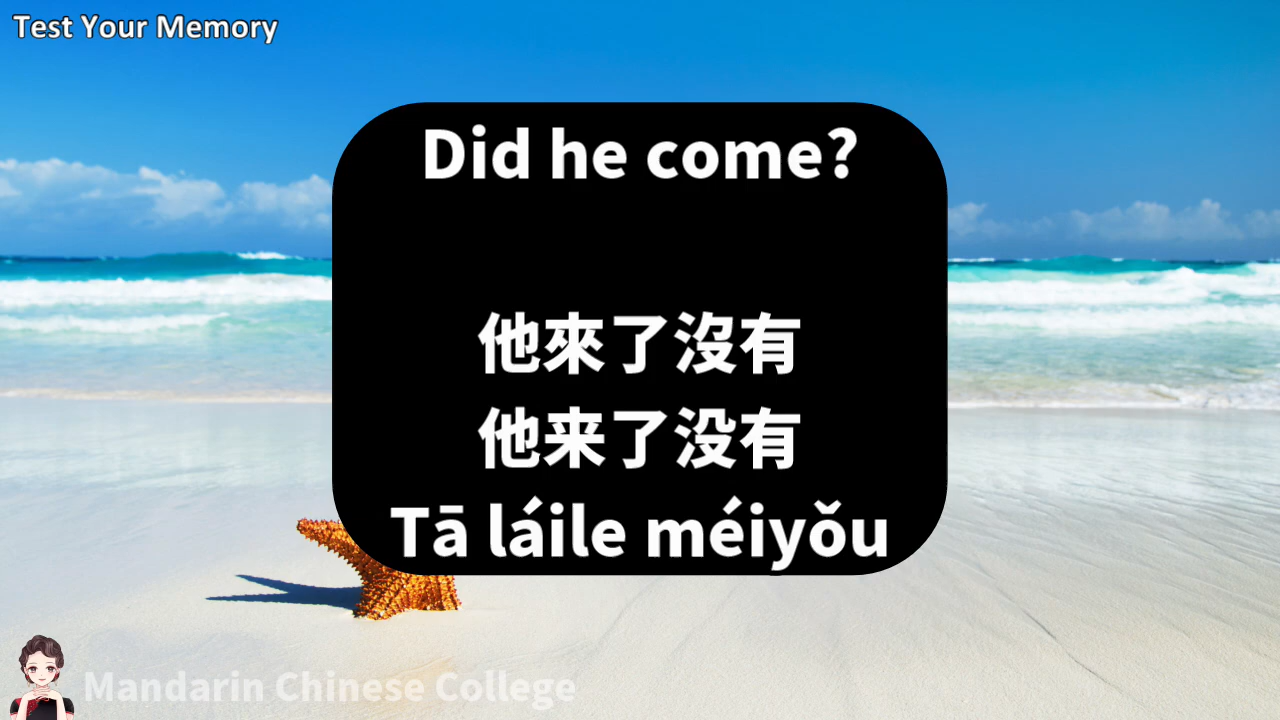 Test Your Memory
Did he come?
他來了沒有
他来了没有
Tā láile méiyǒu
Mandarin Chinese College